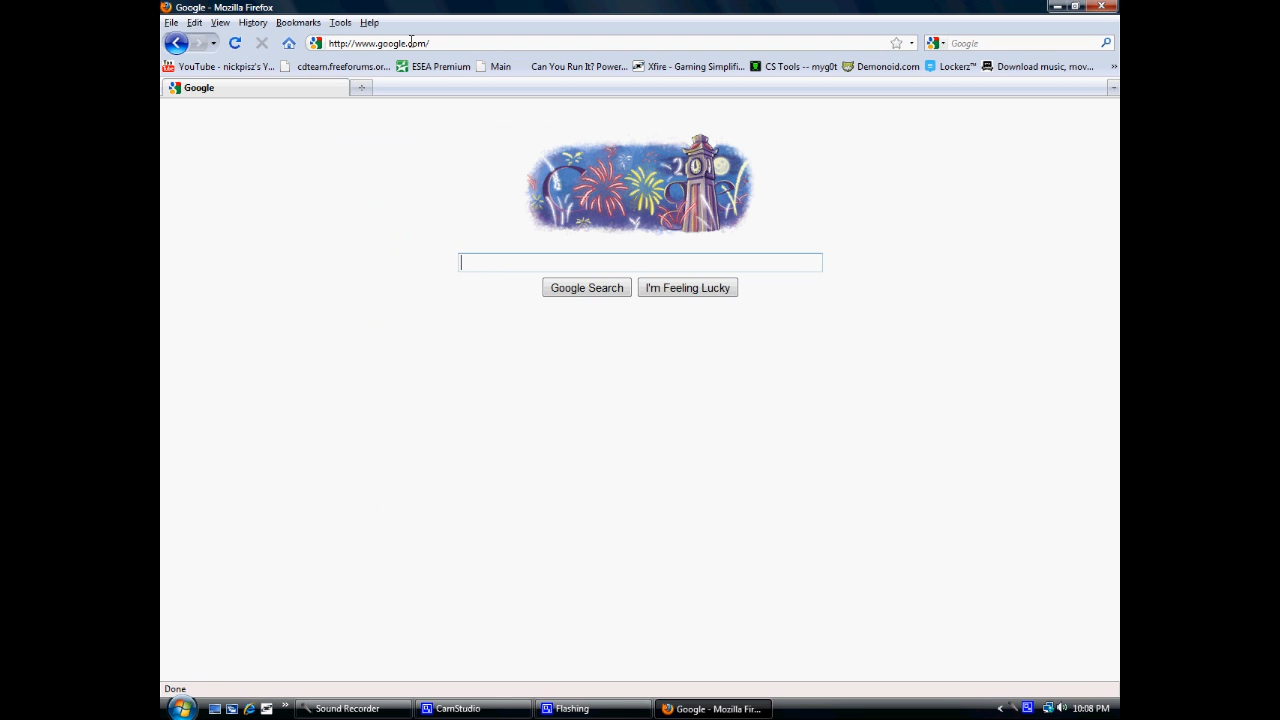 Google - Mozilla Firefox
File Edit View History Bookmarks Tools Help
http://www.google.com/
Google
YouTube - nickpisz's Y... cdteam.freeforums.or... ESEA Premium Main Can You Run It? Power... Xfire - Gaming Simplifi... CS Tools -- myg0t demonoid.com Lockerz™ Download music, mov... »
Google
Google Search I'm Feeling Lucky
Done
Sound Recorder CamStudio Flashing Google - Mozilla Fir... 10:08 PM